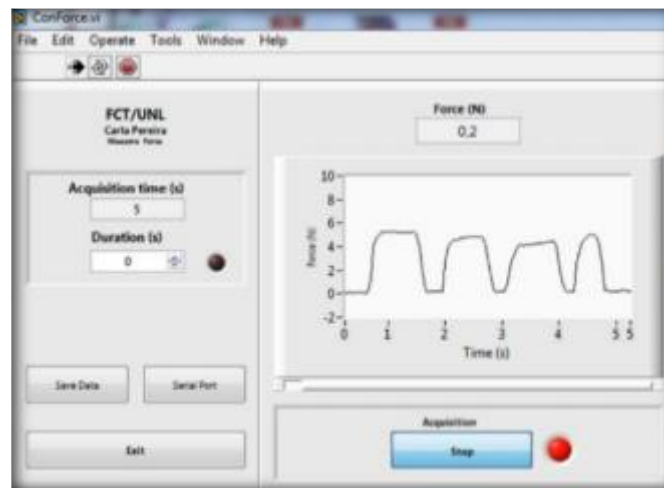 ConForce.vi
File Edit Operate Tools Window Help
FCT/UNL
Carla Pereira
Acquisition time (s)
5
Duration (s)
0
Save Data
Serial Port
Exit
Force (N)
0,2
Force (N)
10
8
6
4
2
0
-2
0 1 2 3 4 5 5
Time (s)
Acquisition
Stop